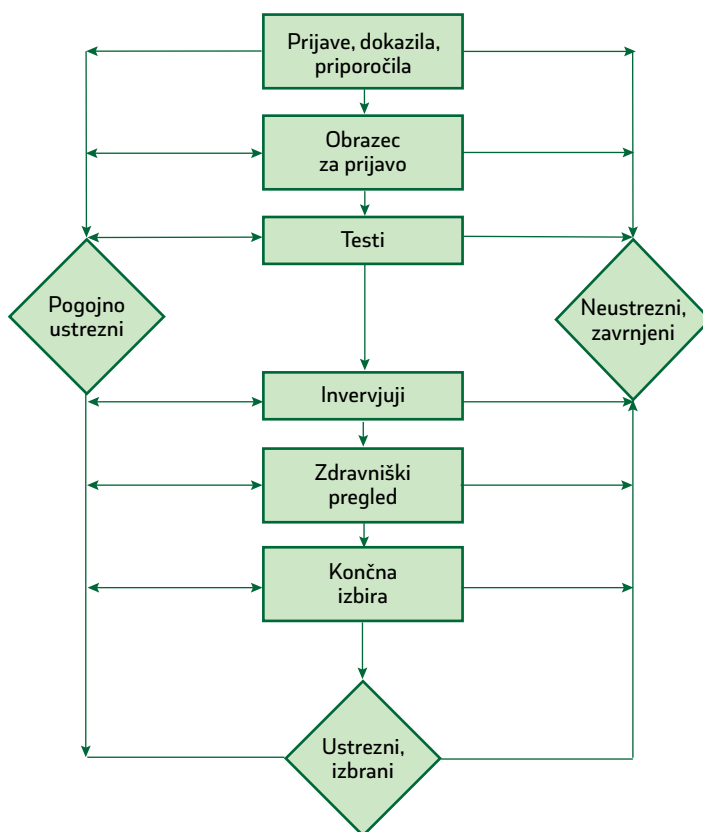 Prijave, dokazila,
priporočila
Obrazec
za prijavo
Testi
Pogojno
ustrezni
Neustrezni,
zavrnjeni
Invervjuji
Zdravniški
pregled
Končna
izbira
Ustrezni,
izbrani